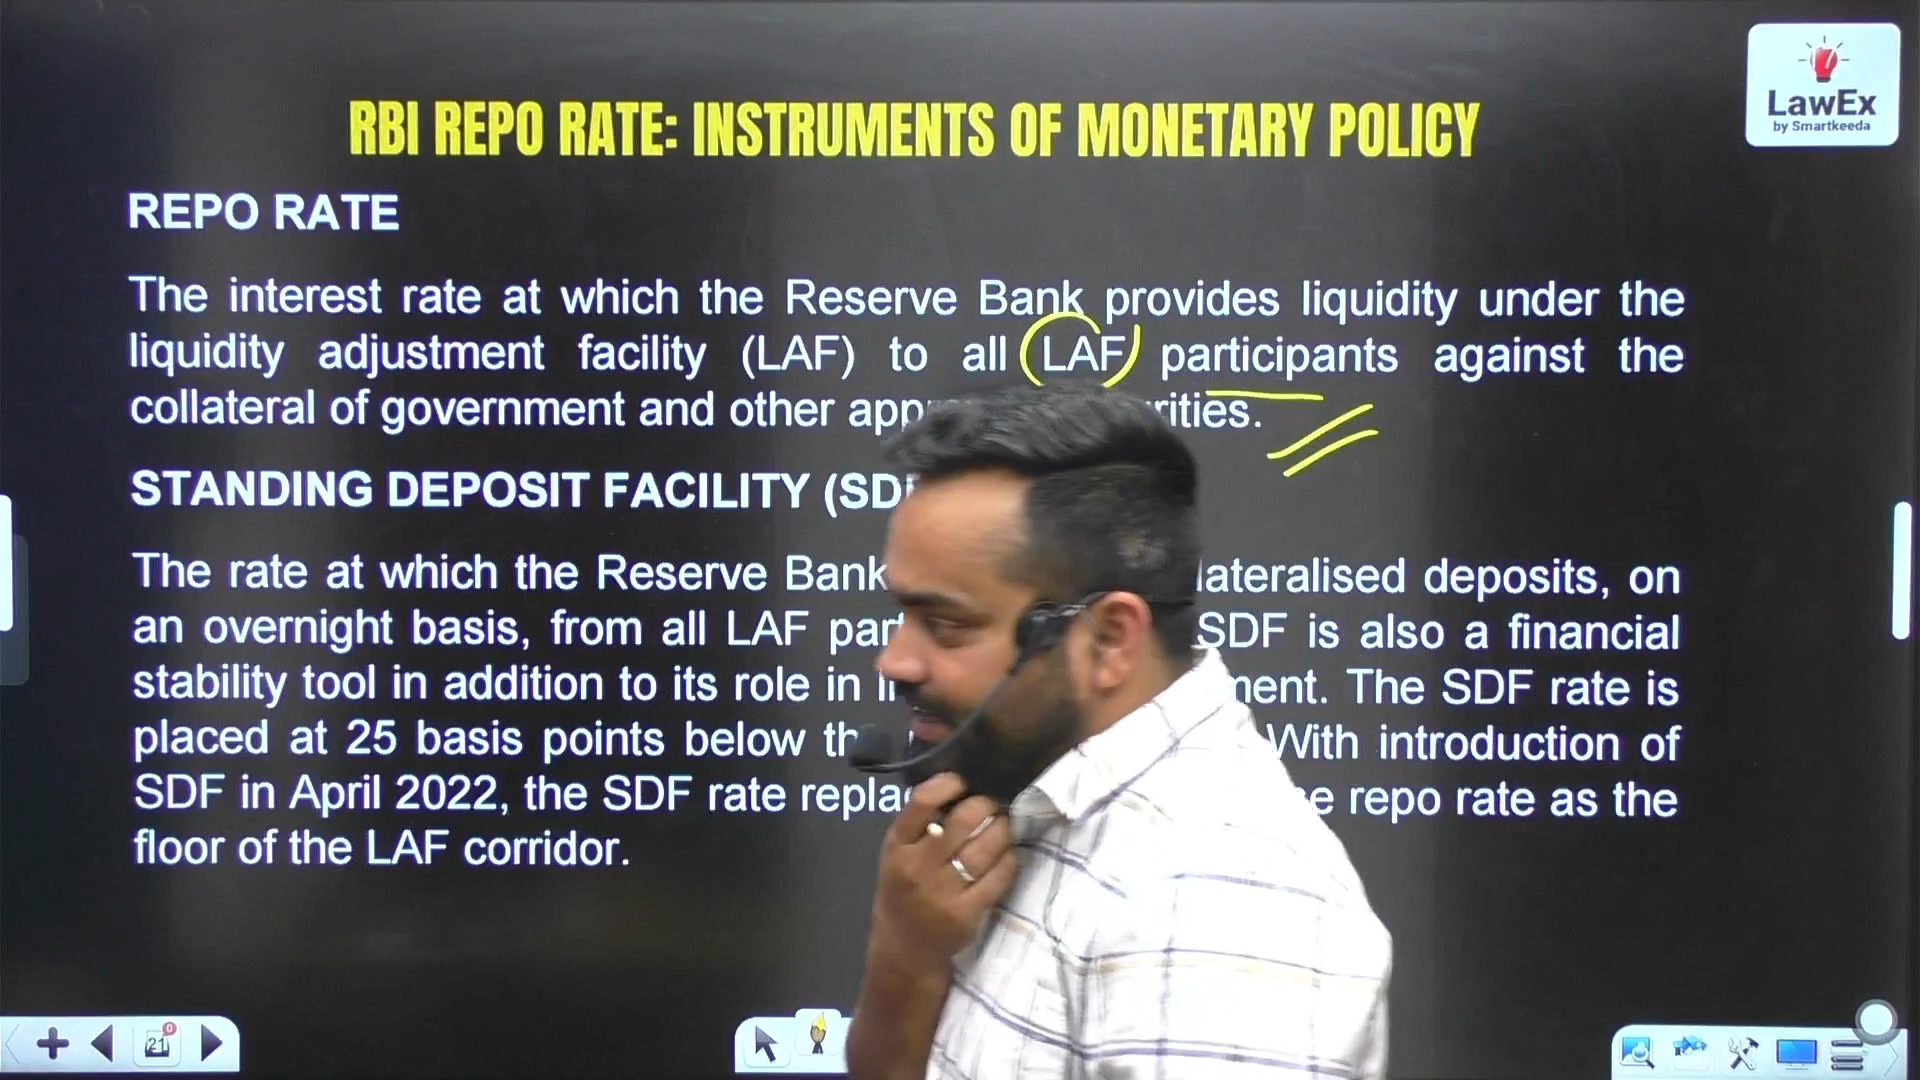 LawEx
by Smartkeeda
RBI REPO RATE: INSTRUMENTS OF MONETARY POLICY
REPO RATE
The interest rate at which the Reserve Bank provides liquidity under the
liquidity adjustment facility (LAF) to all LAF participants against the
collateral of government and other
STANDING DEPOSIT FACILITY
The rate at which the Reserve Bank deposits, on
an overnight basis, from all LAF SDF is also a financial
stability tool in addition to its role in The SDF rate is
placed at 25 basis points below With introduction of
SDF in April 2022, the SDF rate repo rate as the
floor of the LAF corridor.
21
0